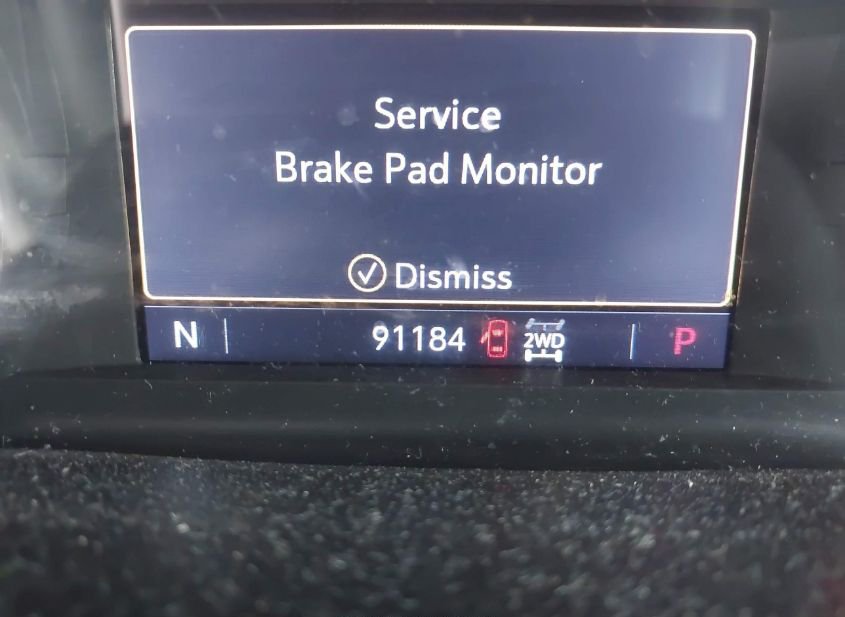 Service
Brake Pad Monitor
Dismiss
N 91184 2WD P